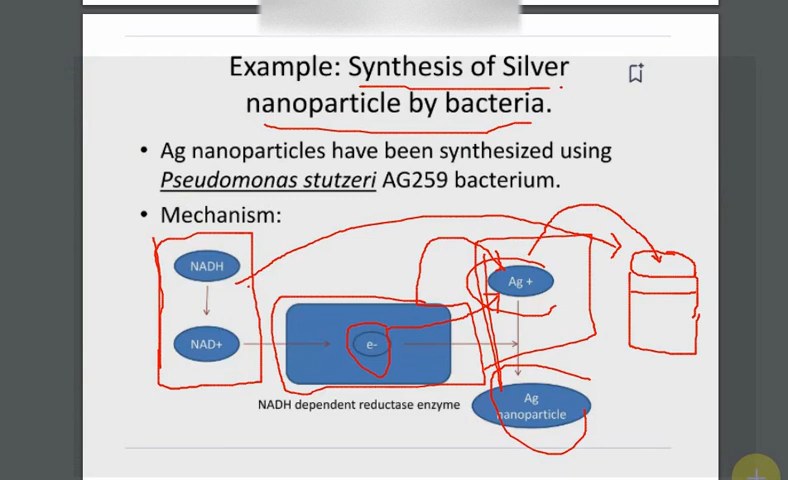 Example: Synthesis of Silver
nanoparticle by bacteria.
• Ag nanoparticles have been synthesized using
Pseudomonas stutzeri AG259 bacterium.
• Mechanism:
NADH
Ag +
NAD+
e-
NADH dependent reductase enzyme
Ag
nanoparticle